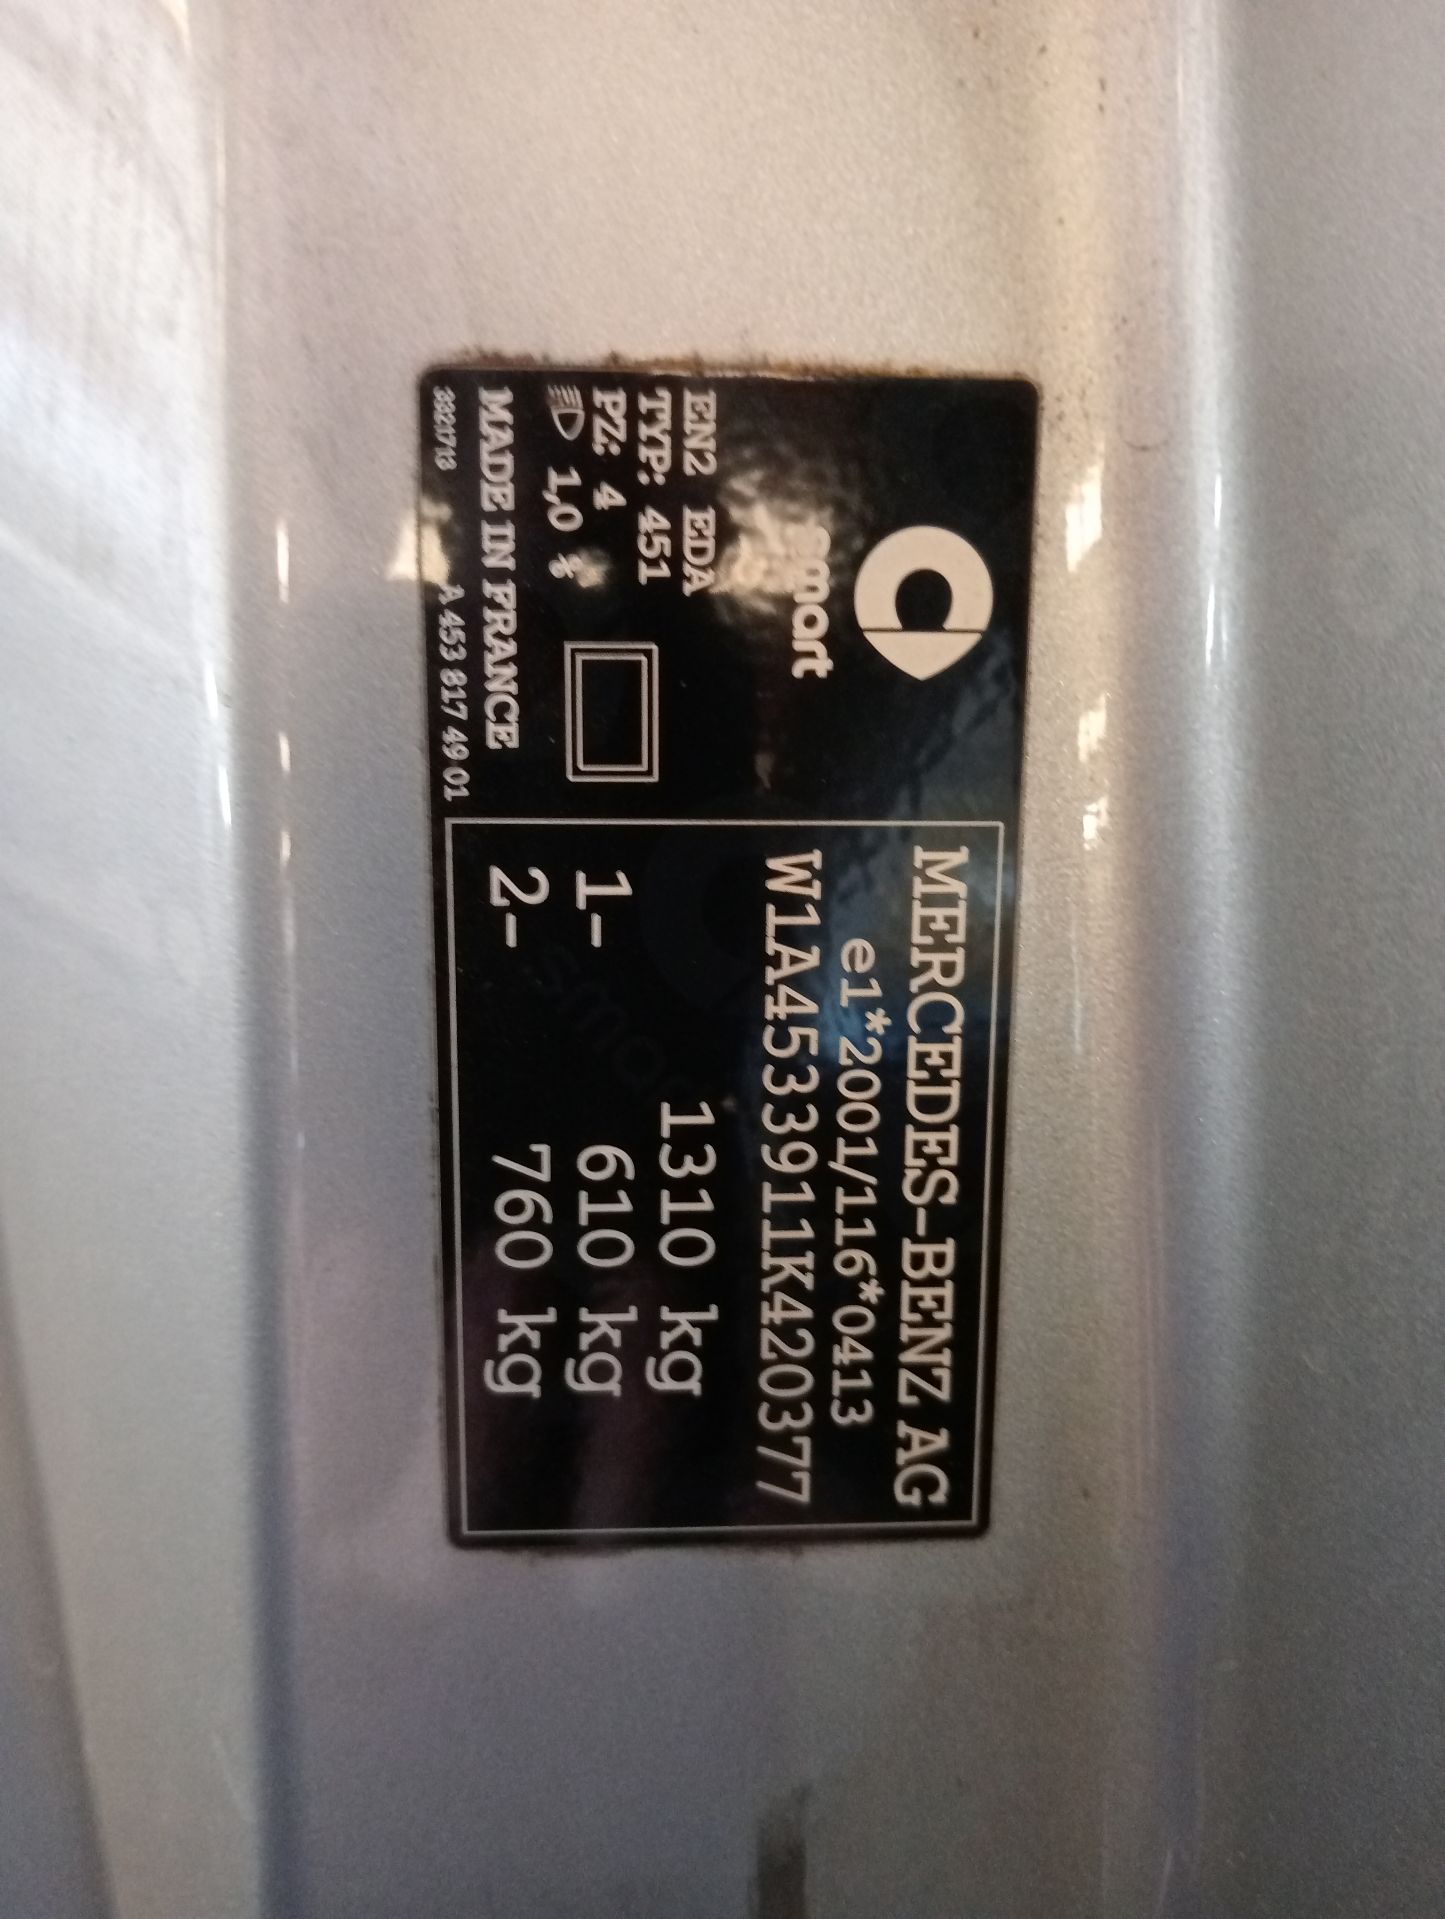 smart
EN2 EDA
TYP: 451
PZ: 4
1,0 %
MADE IN FRANCE
3321713 A 453 817 49 01
MERCEDES-BENZ AG
e1*2001/116*0413
W1A4533911K420377
1310 kg
1- 610 kg
2- 760 kg